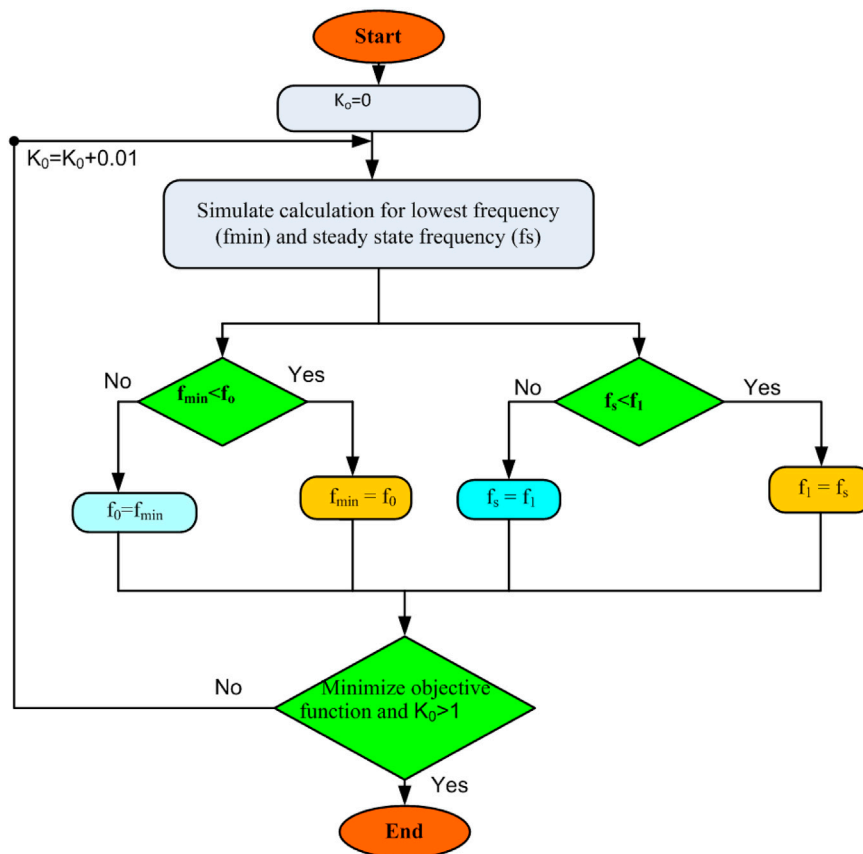 Start
Kₒ=0
K₀=K₀+0.01
Simulate calculation for lowest frequency
(fmin) and steady state frequency (fs)
No
Yes
fₘᵢₙ<fₒ
No
Yes
fₛ<f₁
f₀=fₘᵢₙ
fₘᵢₙ = f₀
fₛ = f₁
f₁ = fₛ
No
Minimize objective
function and K₀>1
Yes
End